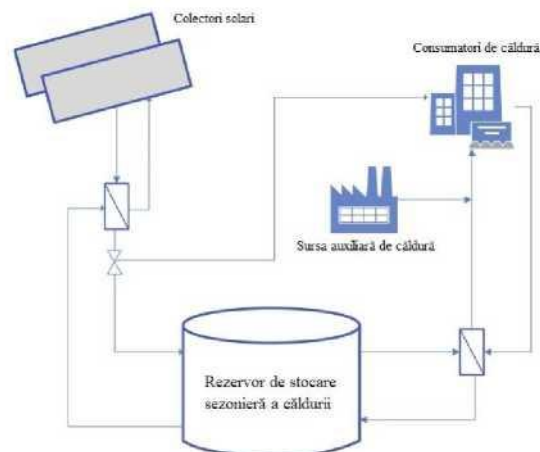 Colectori solari
Consumatori de căldură
Sursa auxiliară de căldură
Rezervor de stocare
sezonieră a căldurii